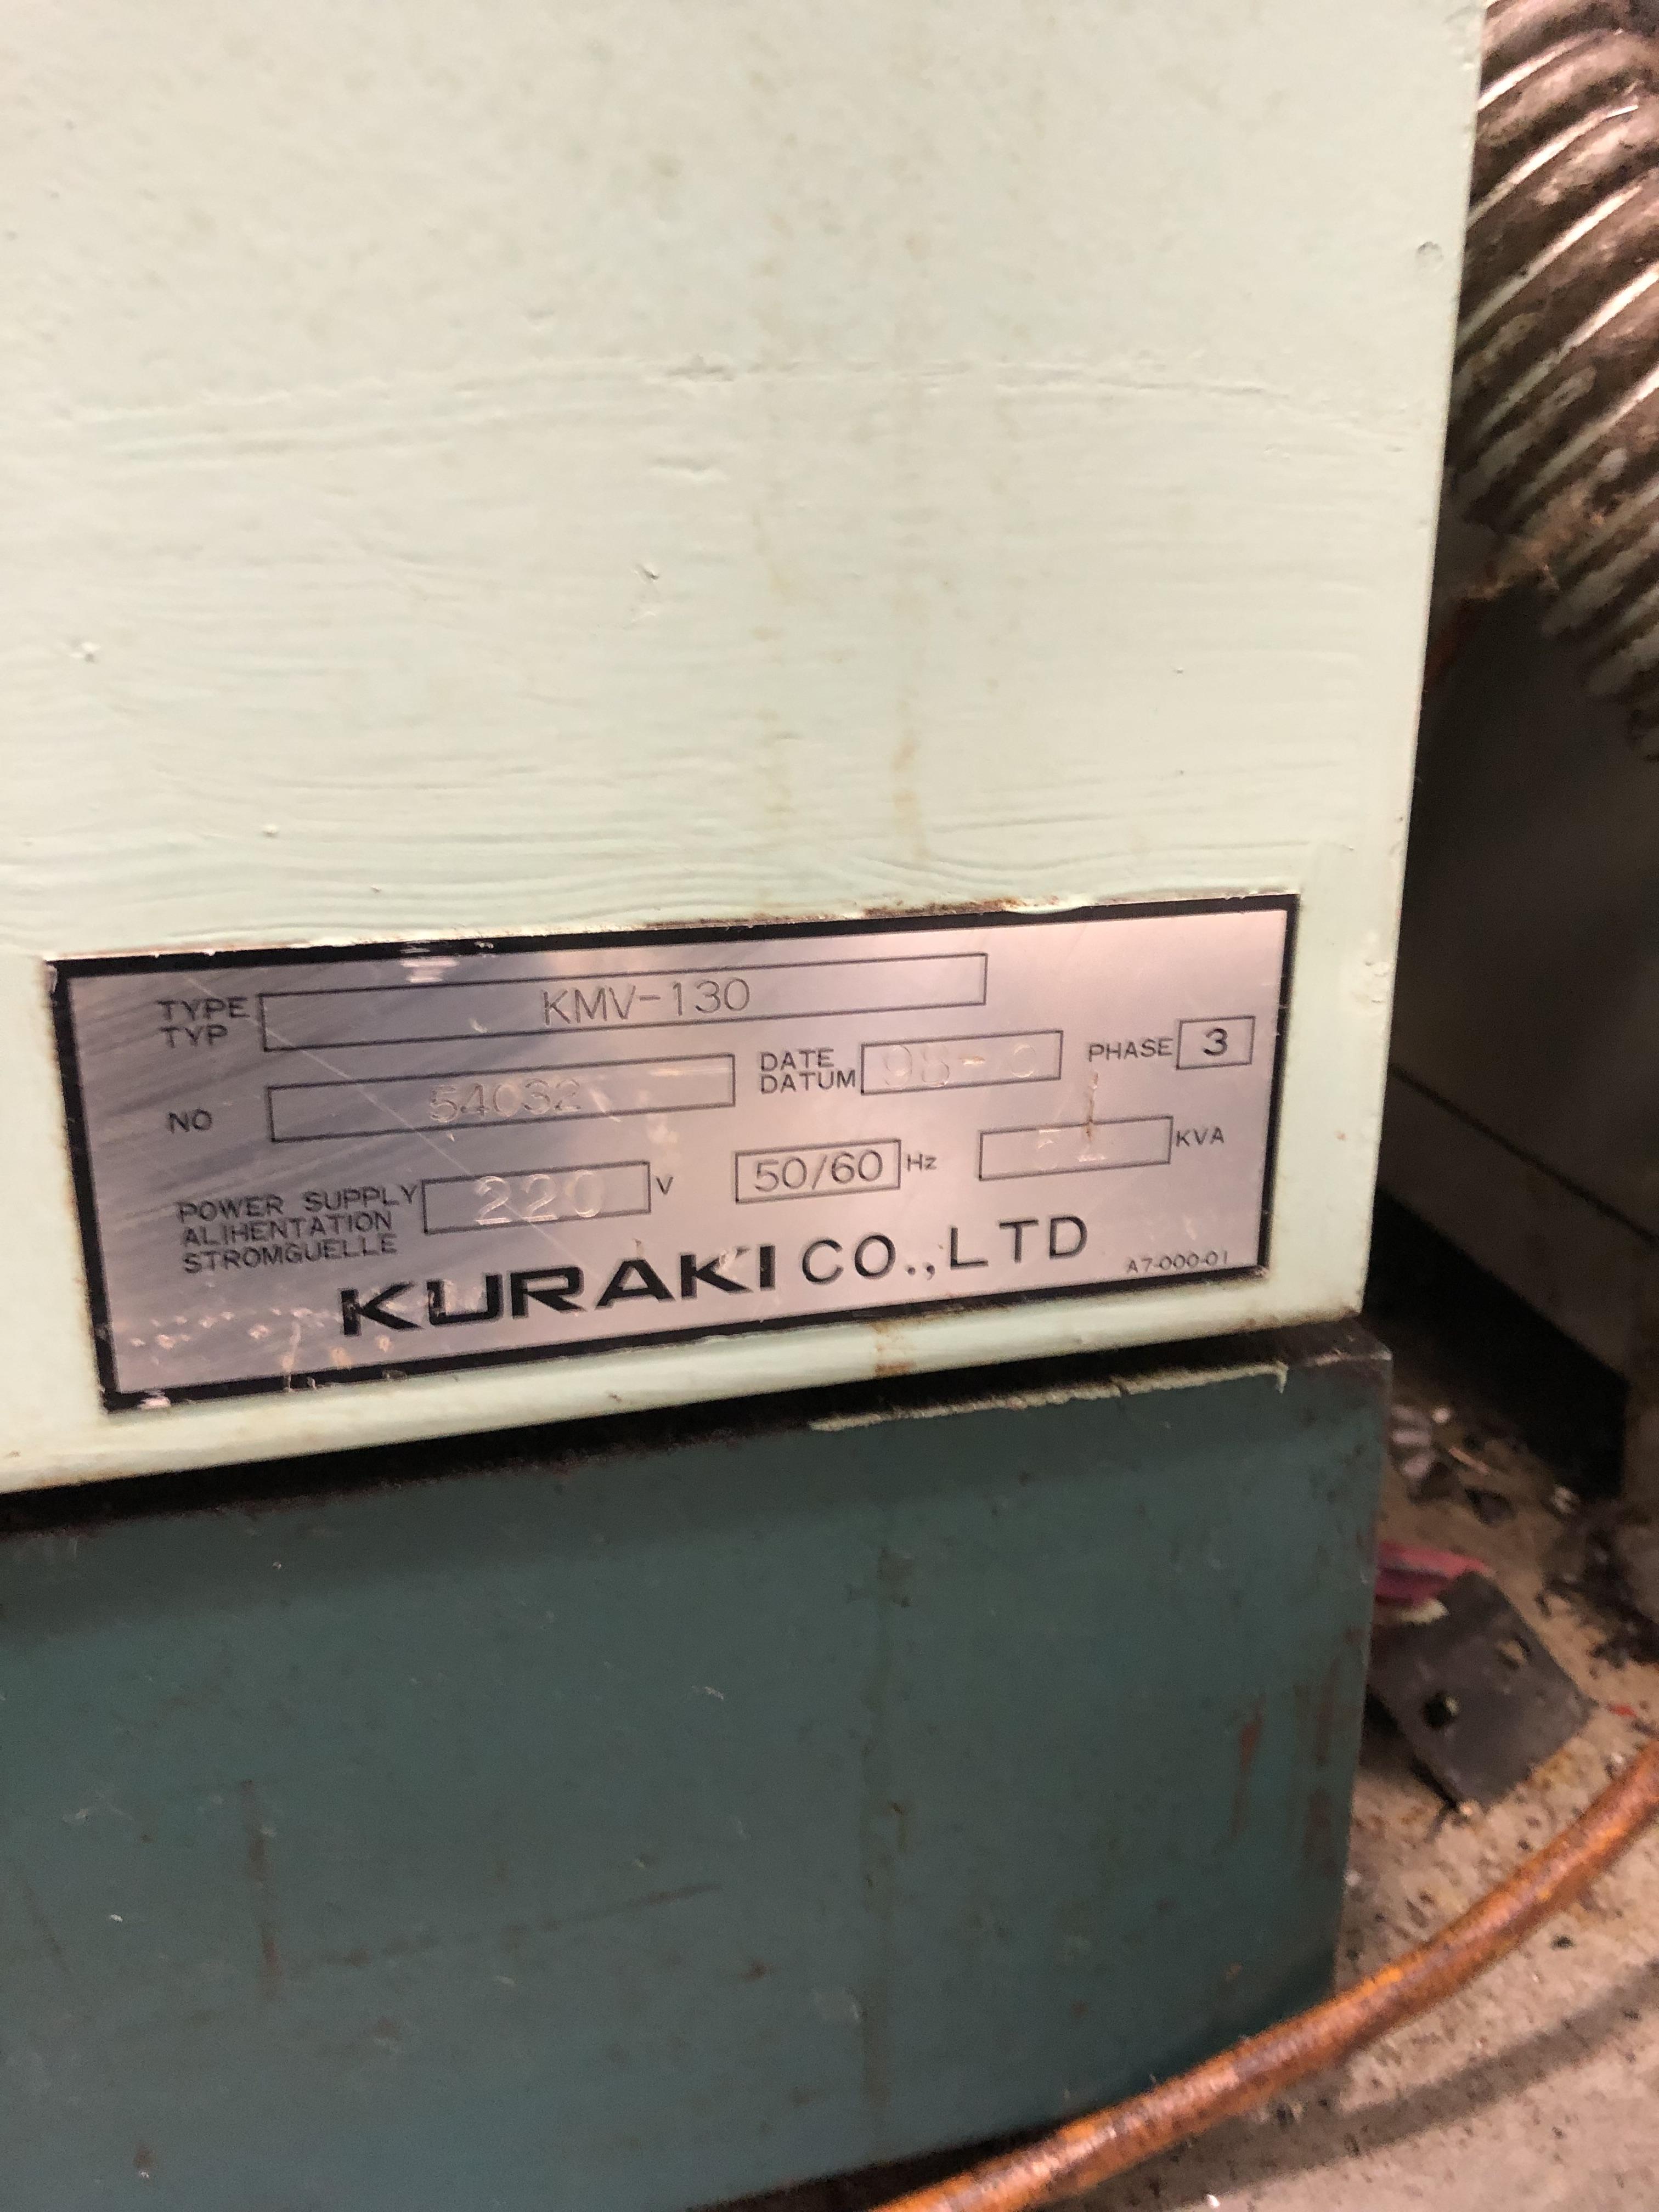 TYPE KMV-130
TYP
NO 54032
DATE
DATUM
PHASE 3
POWER SUPPLY 220 V 50/60 Hz KVA
ALIHENTATION
STROMGUELLE
KURAKI CO.,LTD
A7-000-01